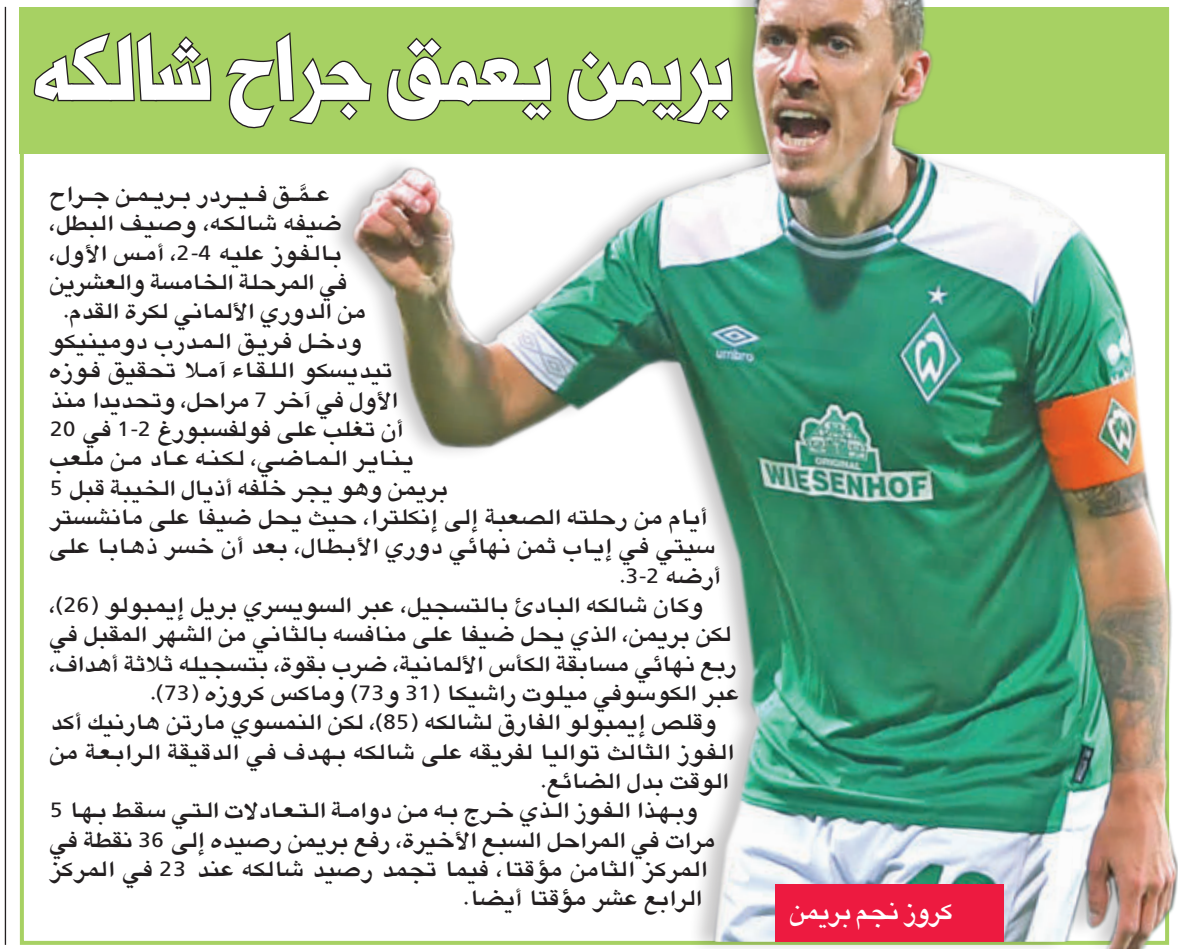 بريمن يعمق جراح شالكه
عمَّق فيردر بريمن جراح
ضيفه شالكه، وصيف البطل،
بالفوز عليه 4-2، أمس الأول،
في المرحلة الخامسة والعشرين
من الدوري الألماني لكرة القدم.
ودخل فريق المدرب دومينيكو
تيديسكو اللقاء آملا تحقيق فوزه
الأول في آخر 7 مراحل، وتحديدا منذ
أن تغلب على فولفسبورغ 2-1 في 20
يناير الماضي، لكنه عاد من ملعب
بريمن وهو يجر خلفه أذيال الخيبة قبل 5
أيام من رحلته الصعبة إلى إنكلترا، حيث يحل ضيفا على مانشستر
سيتي في إياب ثمن نهائي دوري الأبطال، بعد أن خسر ذهابا على
أرضه 2-3.
وكان شالكه البادئ بالتسجيل، عبر السويسري بريل إيمبولو (26)،
لكن بريمن، الذي يحل ضيفا على منافسه بالثاني من الشهر المقبل في
ربع نهائي مسابقة الكأس الألمانية، ضرب بقوة، بتسجيله ثلاثة أهداف،
عبر الكوسوفي ميلوت راشيكا (31 و73) وماكس كروزه (73).
وقلص إيمبولو الفارق لشالكه (85)، لكن النمسوي مارتن هارنيك أكد
الفوز الثالث تواليا لفريقه على شالكه بهدف في الدقيقة الرابعة من
الوقت بدل الضائع.
وبهذا الفوز الذي خرج به من دوامة التعادلات التي سقط بها 5
مرات في المراحل السبع الأخيرة، رفع بريمن رصيده إلى 36 نقطة في
المركز الثامن مؤقتا، فيما تجمد رصيد شالكه عند 23 في المركز
الرابع عشر مؤقتا أيضا.
umbro
W
ORIGINAL
WIESENHOF
كروز نجم بريمن